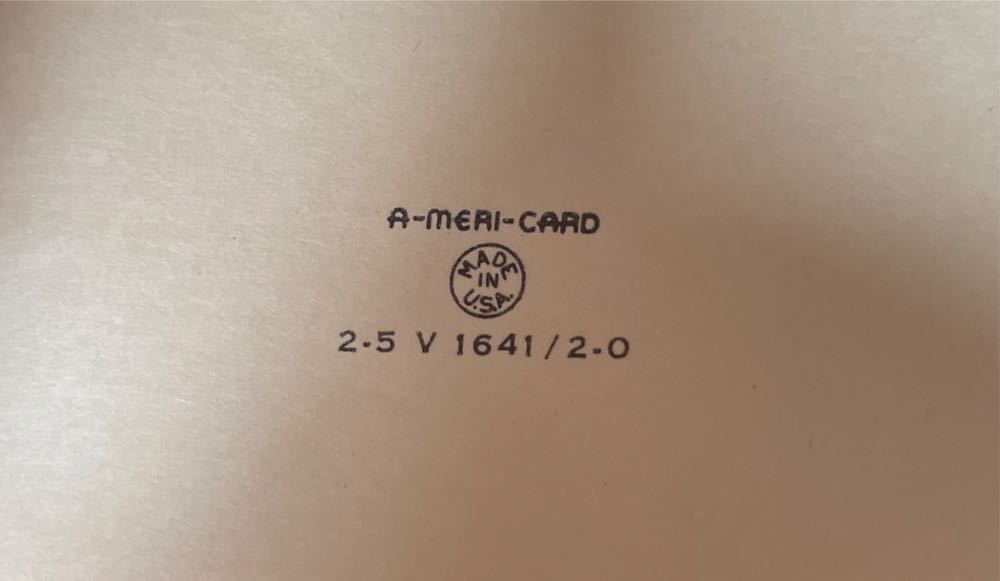 A-MERI-CARD
MADE
IN
U.S.A.
2-5 V 1641/2-0